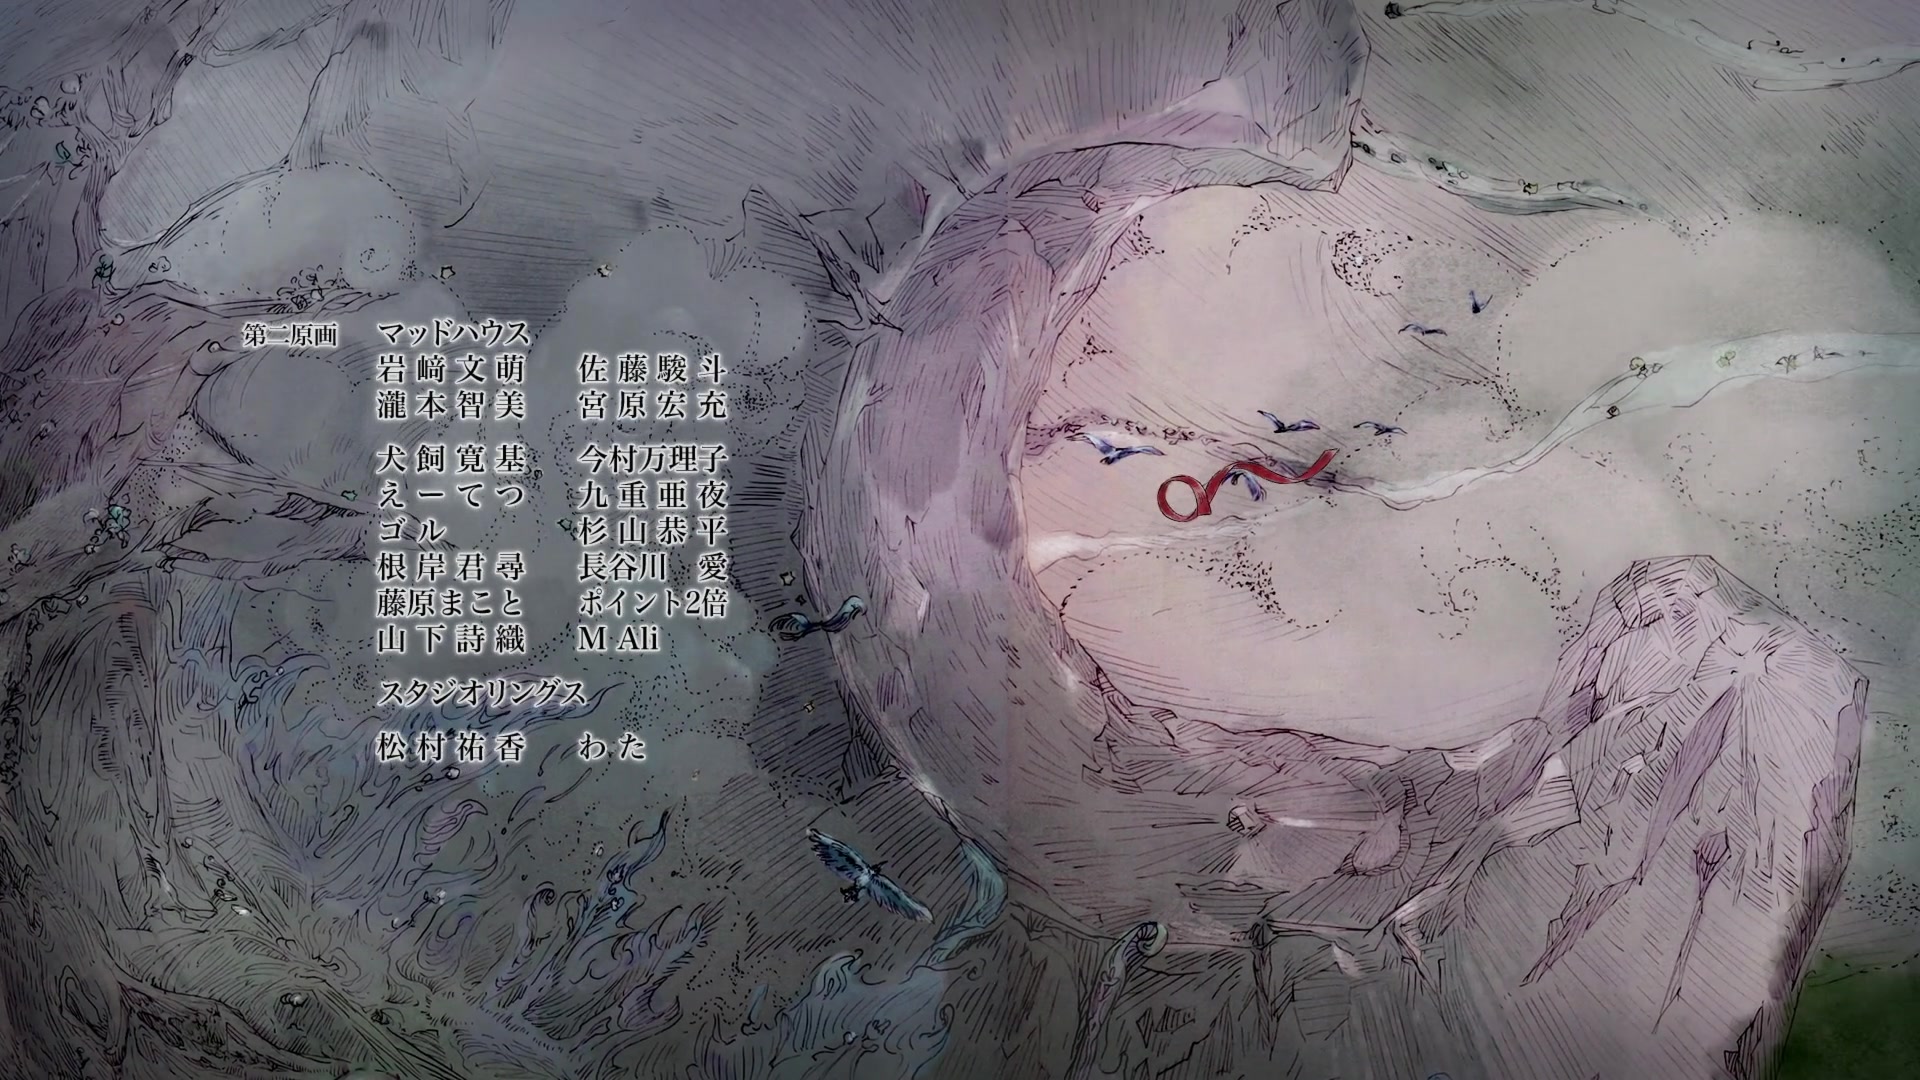 第二原画 マッドハウス
岩﨑文萌 佐藤駿斗
瀧本智美 宮原宏充
犬飼寛基 今村万理子
えーてつ 九重亜夜
ゴル 杉山恭平
根岸君尋 長谷川 愛
藤原まこと ポイント2倍
山下詩織 M Ali
スタジオリングス
松村祐香 わた